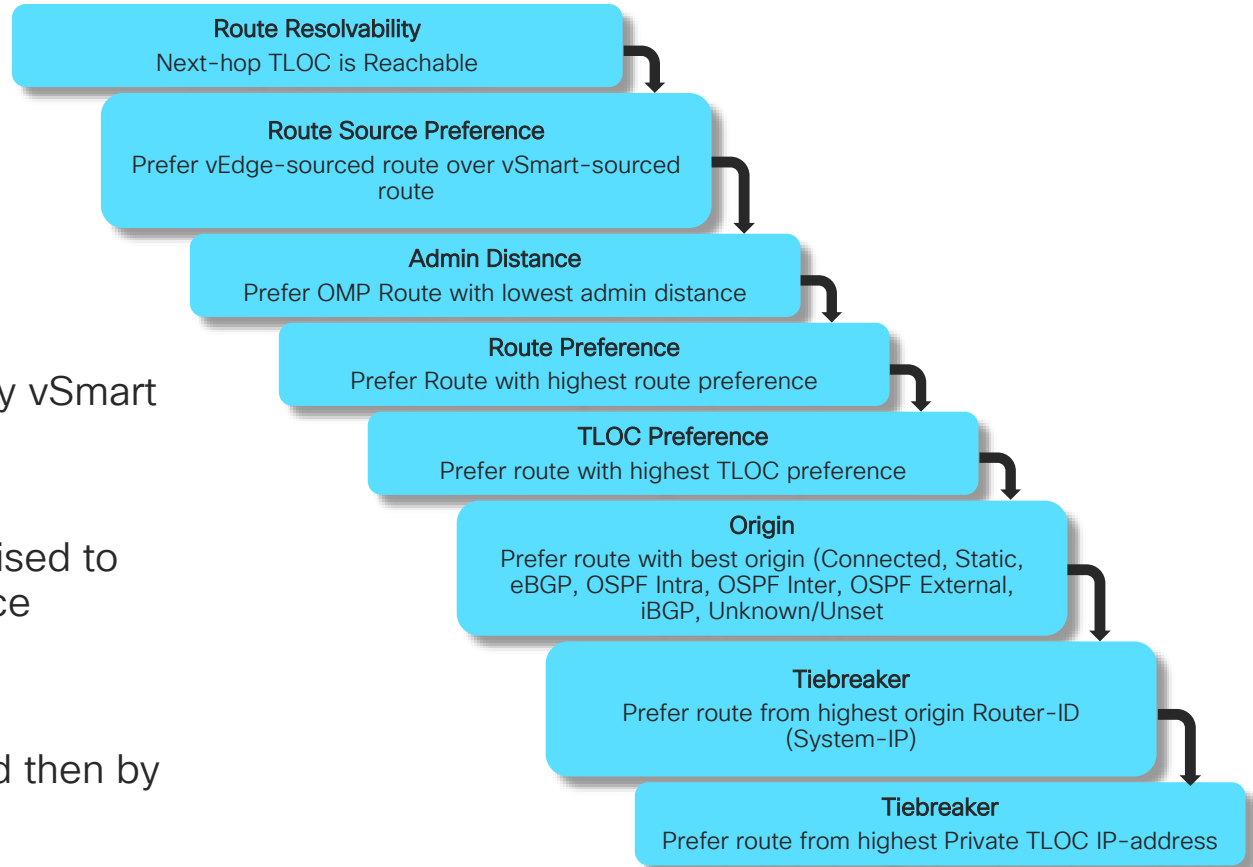 Route Resolvability
Next-hop TLOC is Reachable
Route Source Preference
Prefer vEdge-sourced route over vSmart-sourced
route
Admin Distance
Prefer OMP Route with lowest admin distance
Route Preference
Prefer Route with highest route preference
TLOC Preference
Prefer route with highest TLOC preference
Origin
Prefer route with best origin (Connected, Static,
eBGP, OSPF Intra, OSPF Inter, OSPF External,
iBGP, Unknown/Unset
Tiebreaker
Prefer route from highest origin Router-ID
(System-IP)
Tiebreaker
Prefer route from highest Private TLOC IP-address
y vSmart
ised to
ce
d then by